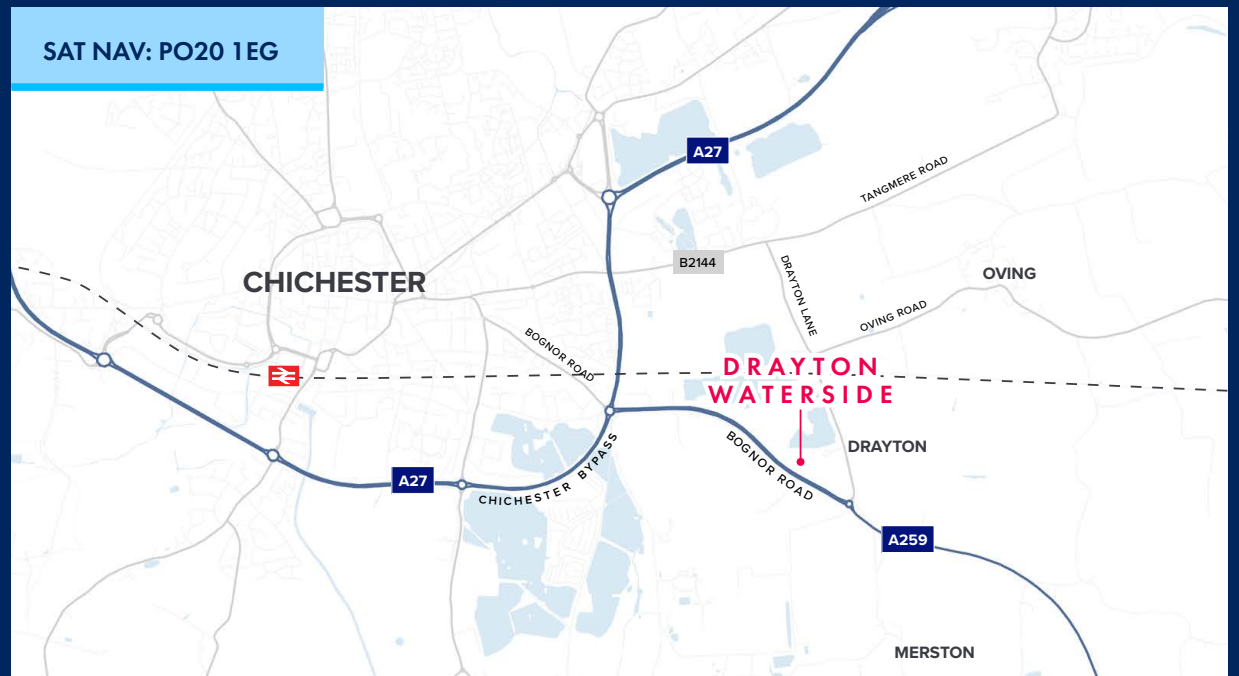 SAT NAV: PO20 1EG
A27
TANGMERE ROAD
B2144
DRAYTON LANE
OVING
CHICHESTER
OVING ROAD
BOGNOR ROAD
DRAYTON
WATERSIDE
BOGNOR ROAD
DRAYTON
A27
CHICHESTER BYPASS
A259
MERSTON